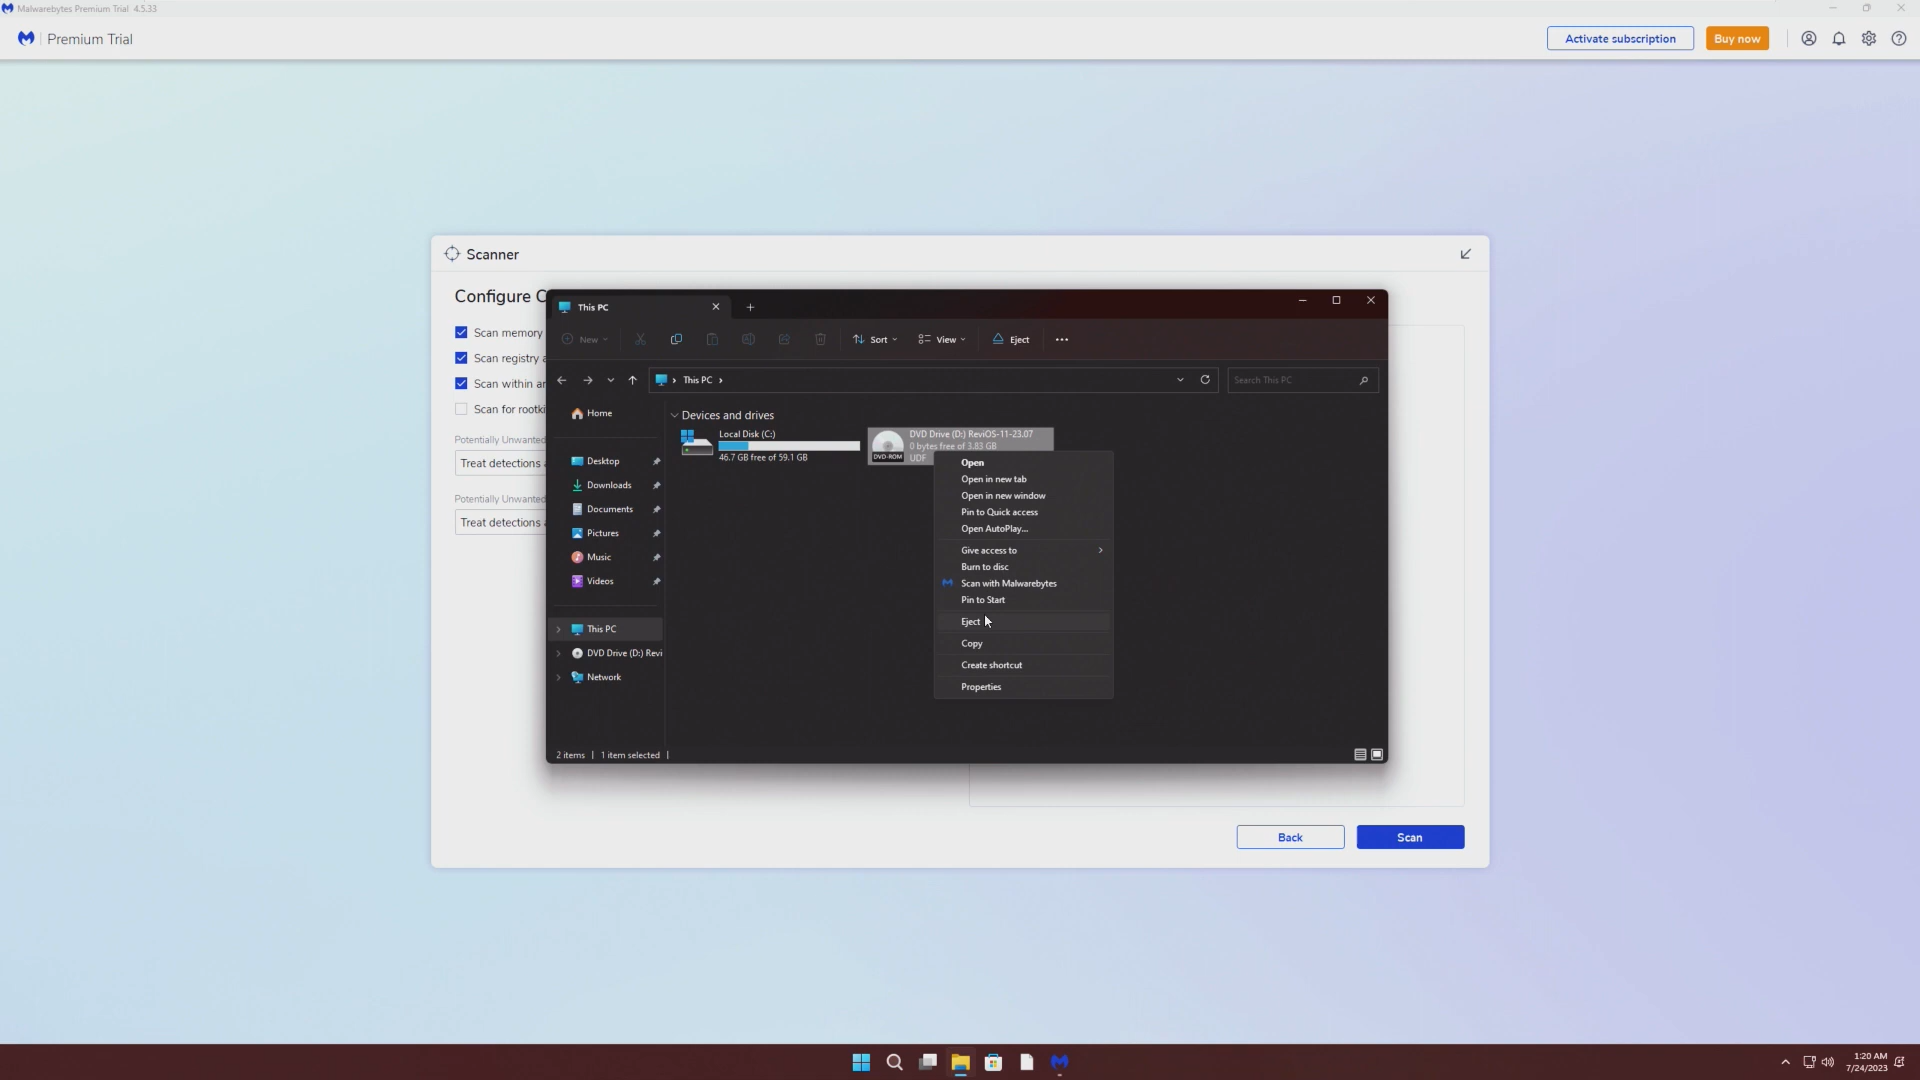 Malwarebytes Premium Trial 4.5.33
Premium Trial
Activate subscription
Buy now
Scanner
Configure C
Scan memory
Scan registry a
Scan within ar
Scan for rootki
Potentially Unwanted
Treat detections a
Potentially Unwanted
Treat detections a
This PC
New
Sort
View
Eject
This PC
Search This PC
Home
Desktop
Downloads
Documents
Pictures
Music
Videos
This PC
DVD Drive (D:) Revi
Network
Devices and drives
Local Disk (C:)
46.7 GB free of 59.1 GB
DVD-ROM
DVD Drive (D:) ReviOS-11-23.07
0 bytes free of 3.83 GB
UDF
Open
Open in new tab
Open in new window
Pin to Quick access
Open AutoPlay...
Give access to
Burn to disc
Scan with Malwarebytes
Pin to Start
Eject
Copy
Create shortcut
Properties
2 items
1 item selected
Back
Scan
1:20 AM
7/24/2023